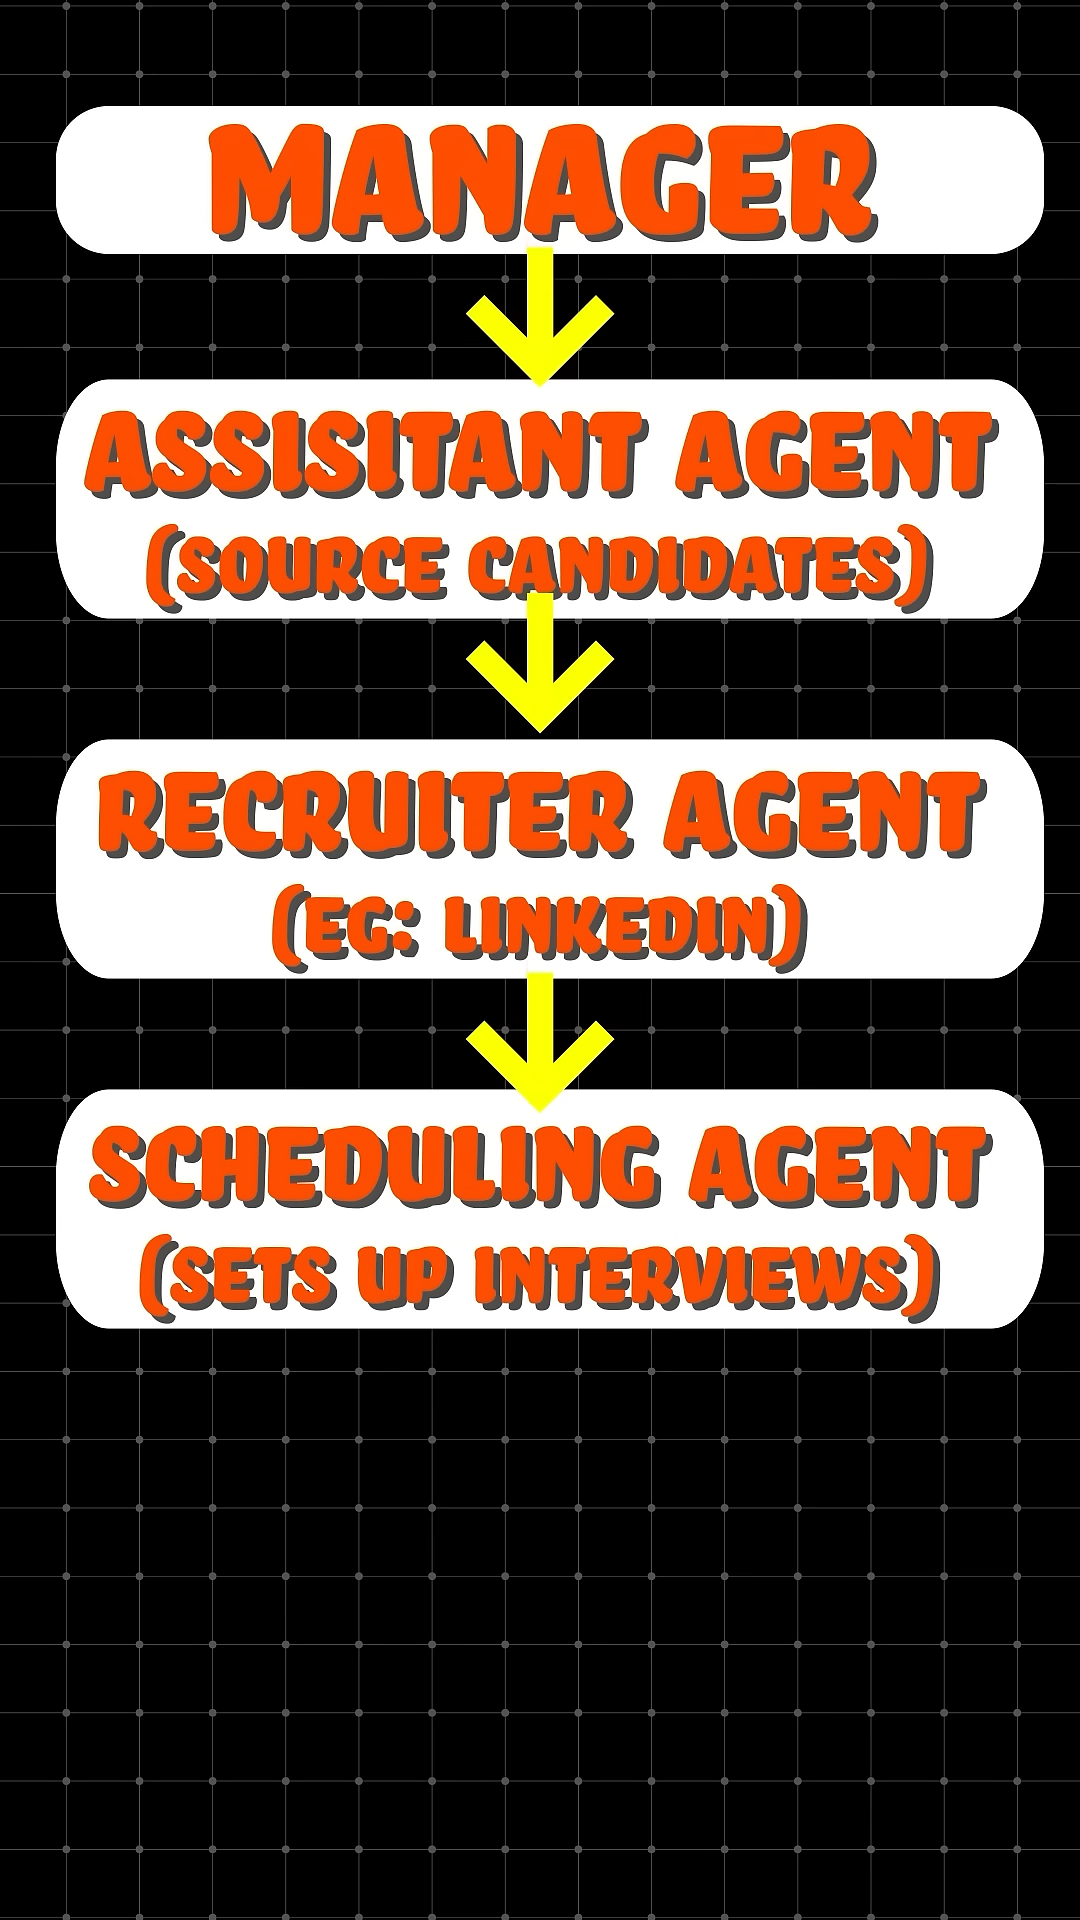 MANAGER
ASSISITANT AGENT
(SOURCE CANDIDATES)
RECRUITER AGENT
(EG: LINKEDIN)
SCHEDULING AGENT
(SETS UP INTERVIEWS)